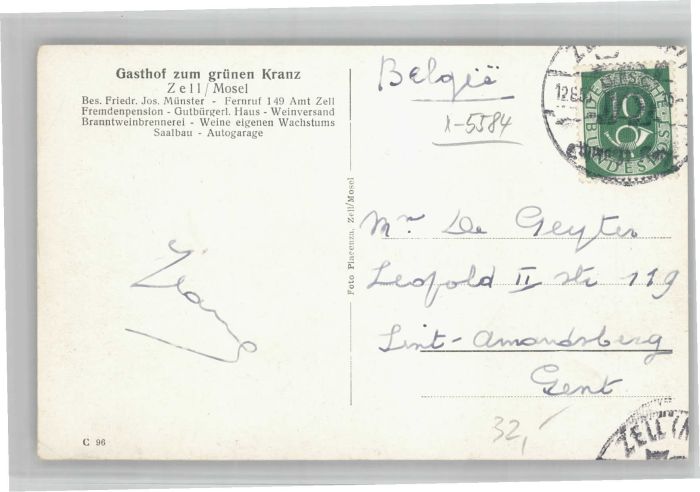 Gasthof zum grünen Kranz
Zell/Mosel
Bes. Friedr. Jos. Münster - Fernruf 149 Amt Zell
Fremdenpension - Gutbürgerl. Haus - Weinversand
Branntweinbrennerei - Weine eigenen Wachstums
Saalbau - Autogarage
C 96
Foto Piacenza, Zell/Mosel
België
X-5584
DEUTSCHE
10
BUNDESPOST
Mr. De Geyter
Leopold II str 119
Sint-Amandsberg
Gent
32,-
ZELL (M